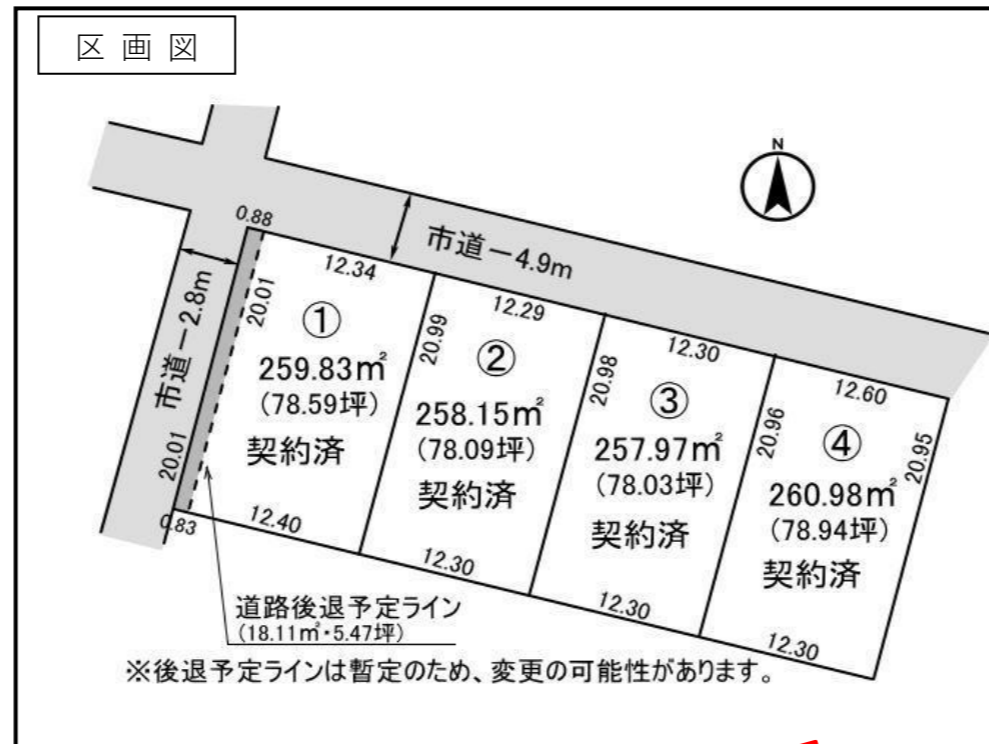 区画図
N
市道－4.9m
市道－2.8m
0.88
20.01
20.01
0.83
12.34
①
259.83㎡
(78.59坪)
契約済
12.40
20.99
12.29
②
258.15㎡
(78.09坪)
契約済
12.30
20.98
12.30
③
257.97㎡
(78.03坪)
契約済
12.30
20.96
12.60
④
260.98㎡
(78.94坪)
契約済
20.95
12.30
道路後退予定ライン
(18.11㎡・5.47坪)
※後退予定ラインは暫定のため、変更の可能性があります。